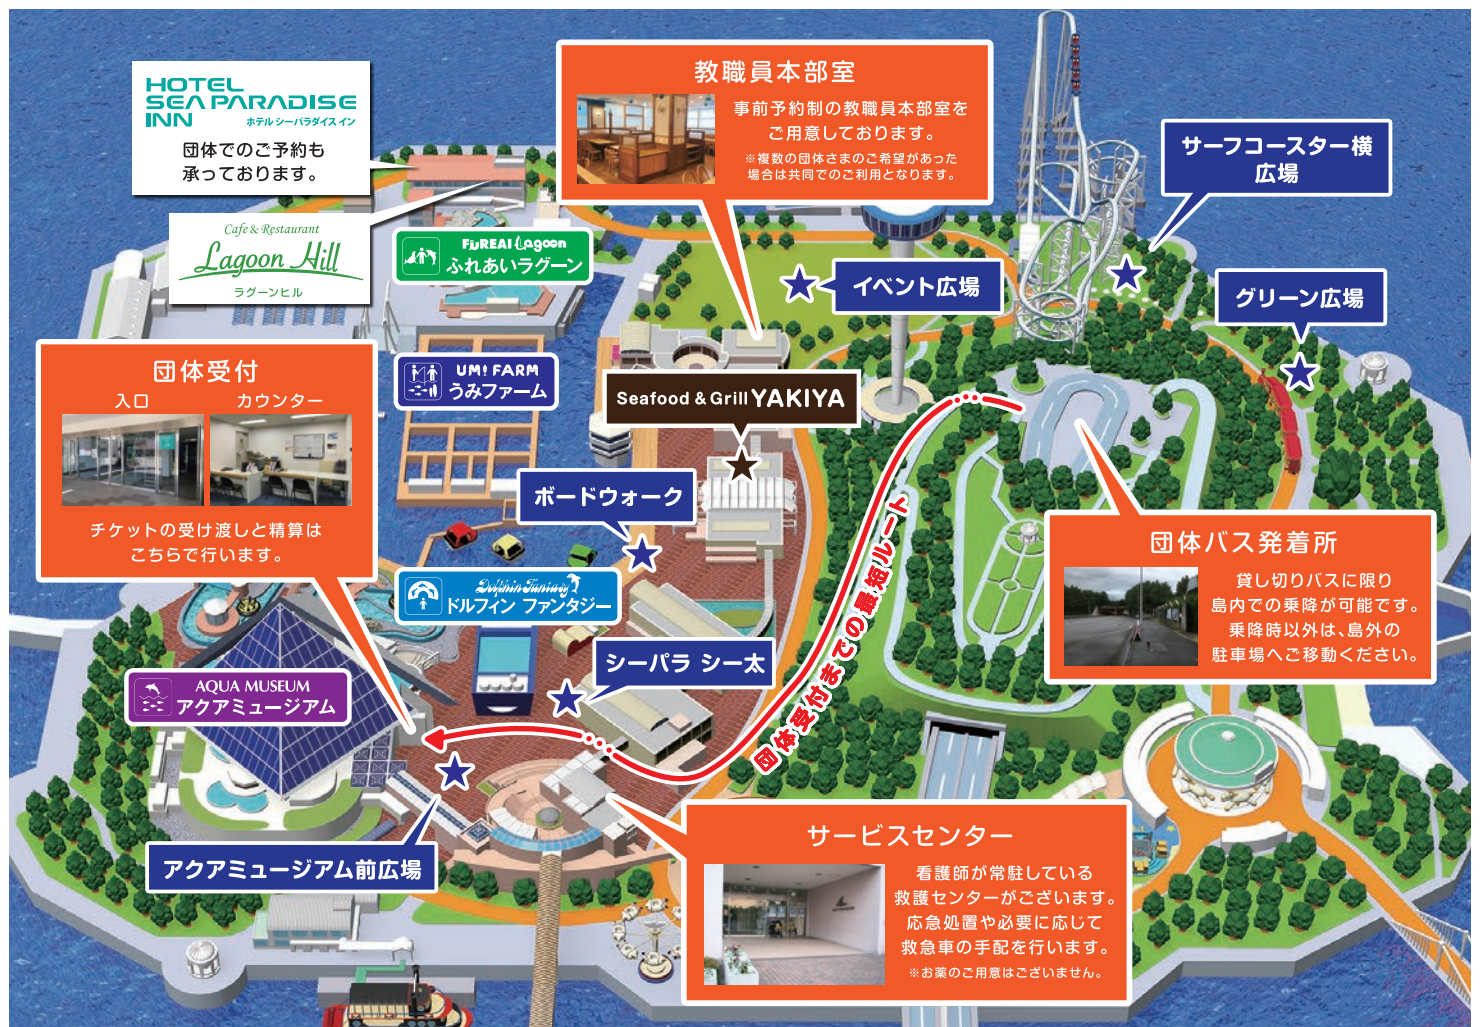 HOTEL
SEA PARADISE
INN ホテル シーパラダイス イン
団体でのご予約も
承っております。
Cafe & Restaurant
Lagoon Hill
ラグーンヒル
教職員本部室
事前予約制の教職員本部室を
ご用意しております。
※複数の団体さまのご希望があった
場合は共同でのご利用となります。
サーフコースター横
広場
FUREAI Lagoon
ふれあいラグーン
イベント広場
グリーン広場
団体受付
入口 カウンター
チケットの受け渡しと精算は
こちらで行います。
UMI FARM
うみファーム
Seafood & Grill YAKIYA
ボードウォーク
団体バス発着所
貸し切りバスに限り
島内での乗降が可能です。
乗降時以外は、島外の
駐車場へご移動ください。
Dolphin Fantasy
ドルフィン ファンタジー
団体受付までの最短ルート
シーパラ シー太
AQUA MUSEUM
アクアミュージアム
アクアミュージアム前広場
サービスセンター
看護師が常駐している
救護センターがございます。
応急処置や必要に応じて
救急車の手配を行います。
※お薬のご用意はございません。